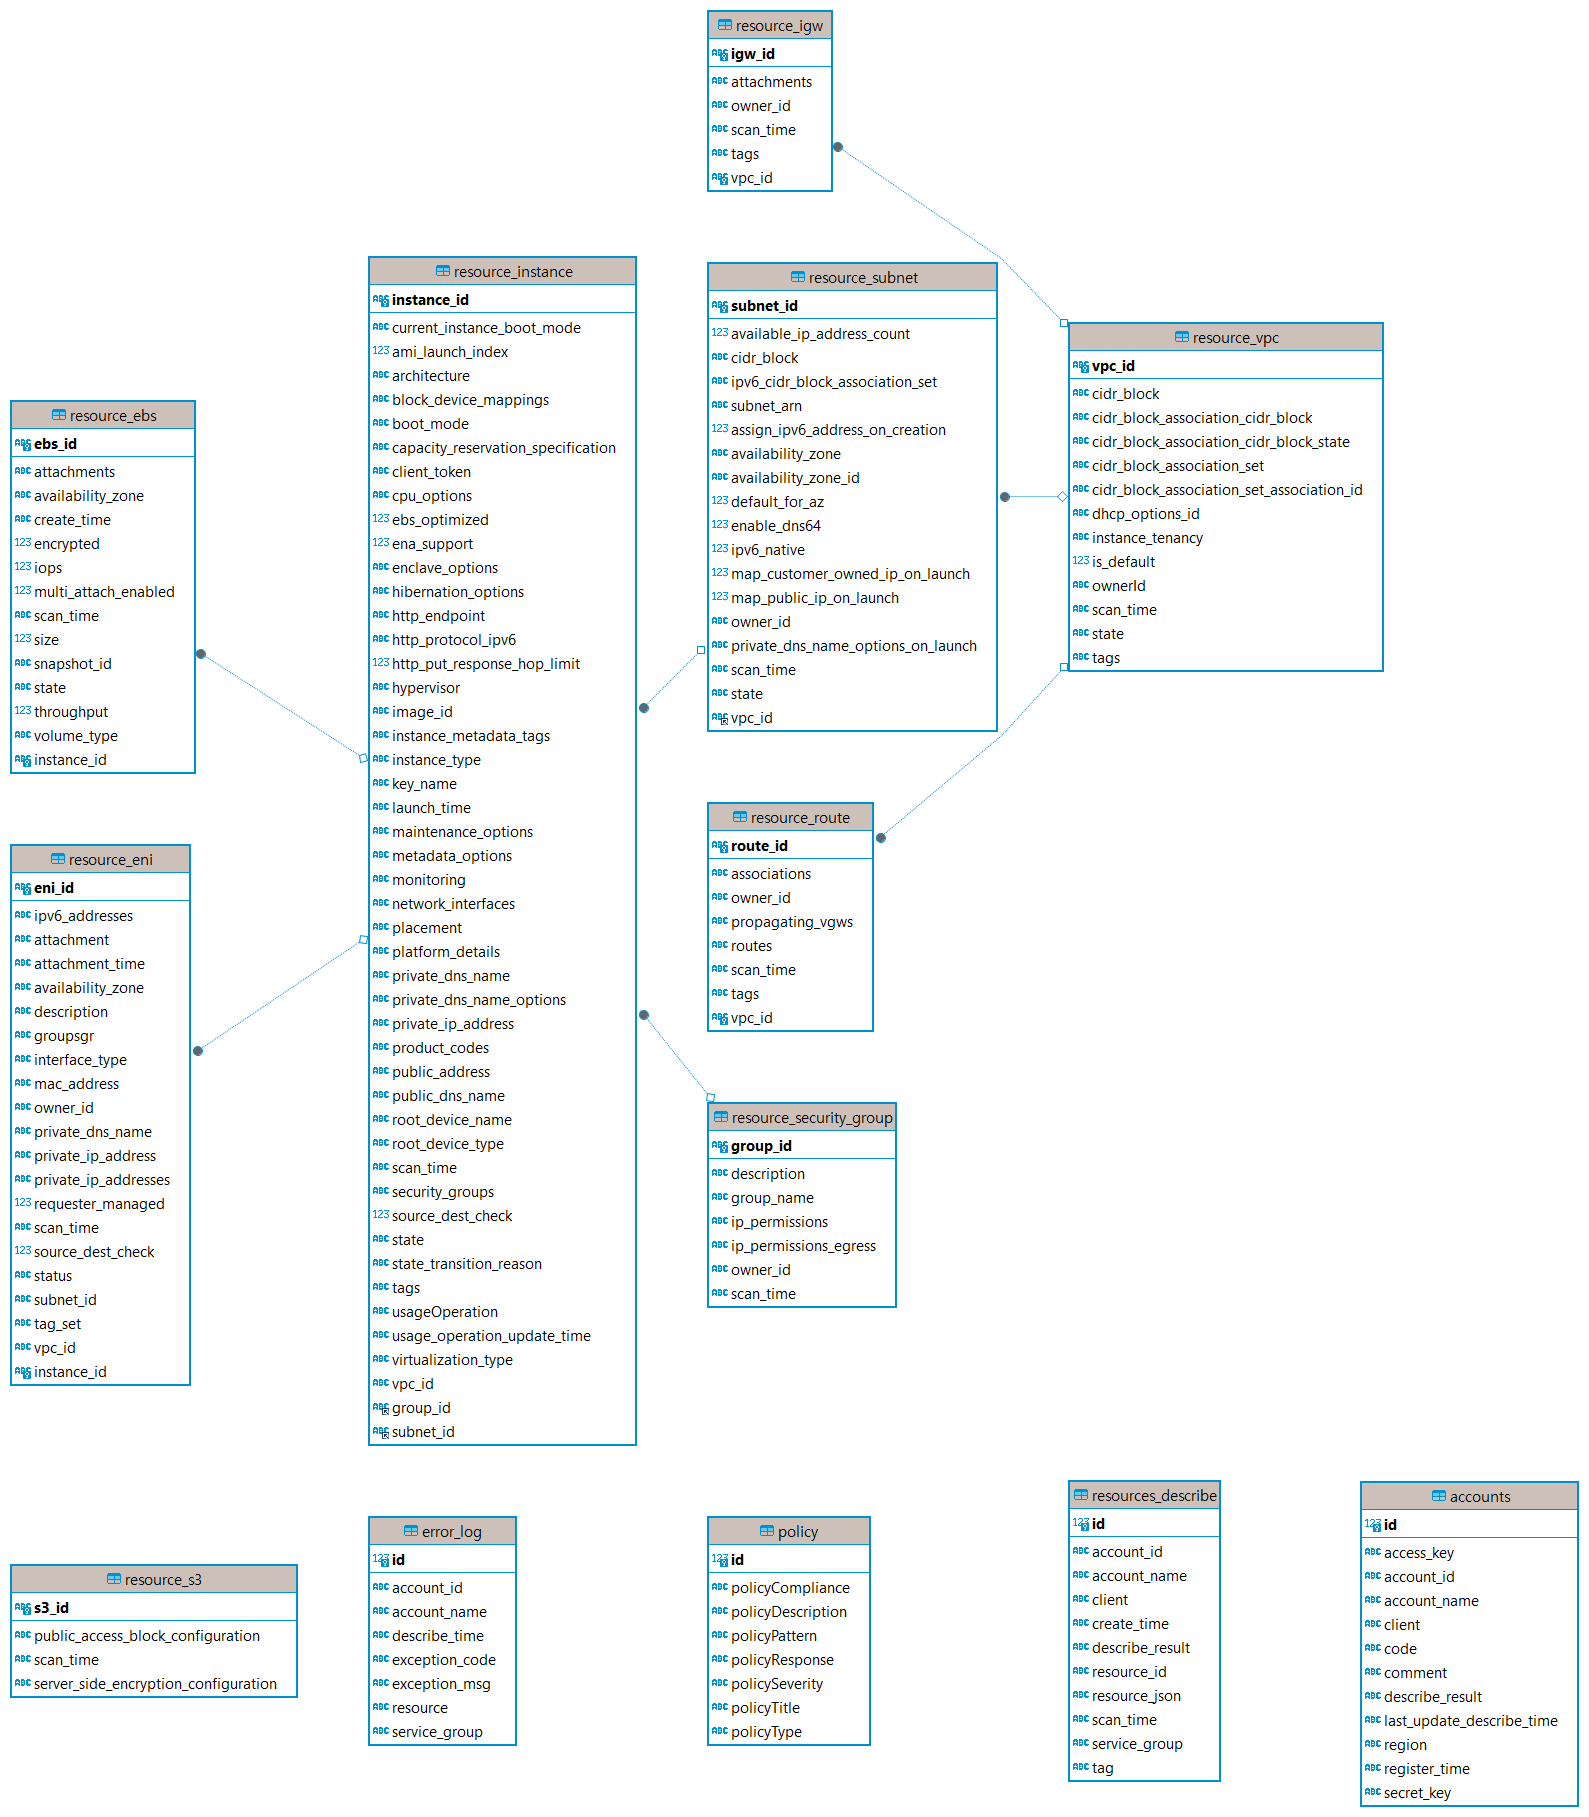 resource_igw
igw_id
attachments
owner_id
scan_time
tags
vpc_id
resource_instance
instance_id
current_instance_boot_mode
ami_launch_index
architecture
block_device_mappings
boot_mode
capacity_reservation_specification
client_token
cpu_options
ebs_optimized
ena_support
enclave_options
hibernation_options
http_endpoint
http_protocol_ipv6
http_put_response_hop_limit
hypervisor
image_id
instance_metadata_tags
instance_type
key_name
launch_time
maintenance_options
metadata_options
monitoring
network_interfaces
placement
platform_details
private_dns_name
private_dns_name_options
private_ip_address
product_codes
public_address
public_dns_name
root_device_name
root_device_type
scan_time
security_groups
source_dest_check
state
state_transition_reason
tags
usageOperation
usage_operation_update_time
virtualization_type
vpc_id
group_id
subnet_id
resource_subnet
subnet_id
available_ip_address_count
cidr_block
ipv6_cidr_block_association_set
subnet_arn
assign_ipv6_address_on_creation
availability_zone
availability_zone_id
default_for_az
enable_dns64
ipv6_native
map_customer_owned_ip_on_launch
map_public_ip_on_launch
owner_id
private_dns_name_options_on_launch
scan_time
state
vpc_id
resource_vpc
vpc_id
cidr_block
cidr_block_association_cidr_block
cidr_block_association_cidr_block_state
cidr_block_association_set
cidr_block_association_set_association_id
dhcp_options_id
instance_tenancy
is_default
ownerId
scan_time
state
tags
resource_ebs
ebs_id
attachments
availability_zone
create_time
encrypted
iops
multi_attach_enabled
scan_time
size
snapshot_id
state
throughput
volume_type
instance_id
resource_eni
eni_id
ipv6_addresses
attachment
attachment_time
availability_zone
description
groupsgr
interface_type
mac_address
owner_id
private_dns_name
private_ip_address
private_ip_addresses
requester_managed
scan_time
source_dest_check
status
subnet_id
tag_set
vpc_id
instance_id
resource_route
route_id
associations
owner_id
propagating_vgws
routes
scan_time
tags
vpc_id
resource_security_group
group_id
description
group_name
ip_permissions
ip_permissions_egress
owner_id
scan_time
resource_s3
s3_id
public_access_block_configuration
scan_time
server_side_encryption_configuration
error_log
id
account_id
account_name
describe_time
exception_code
exception_msg
resource
service_group
policy
id
policyCompliance
policyDescription
policyPattern
policyResponse
policySeverity
policyTitle
policyType
resources_describe
id
account_id
account_name
client
create_time
describe_result
resource_id
resource_json
scan_time
service_group
tag
accounts
id
access_key
account_id
account_name
client
code
comment
describe_result
last_update_describe_time
region
register_time
secret_key